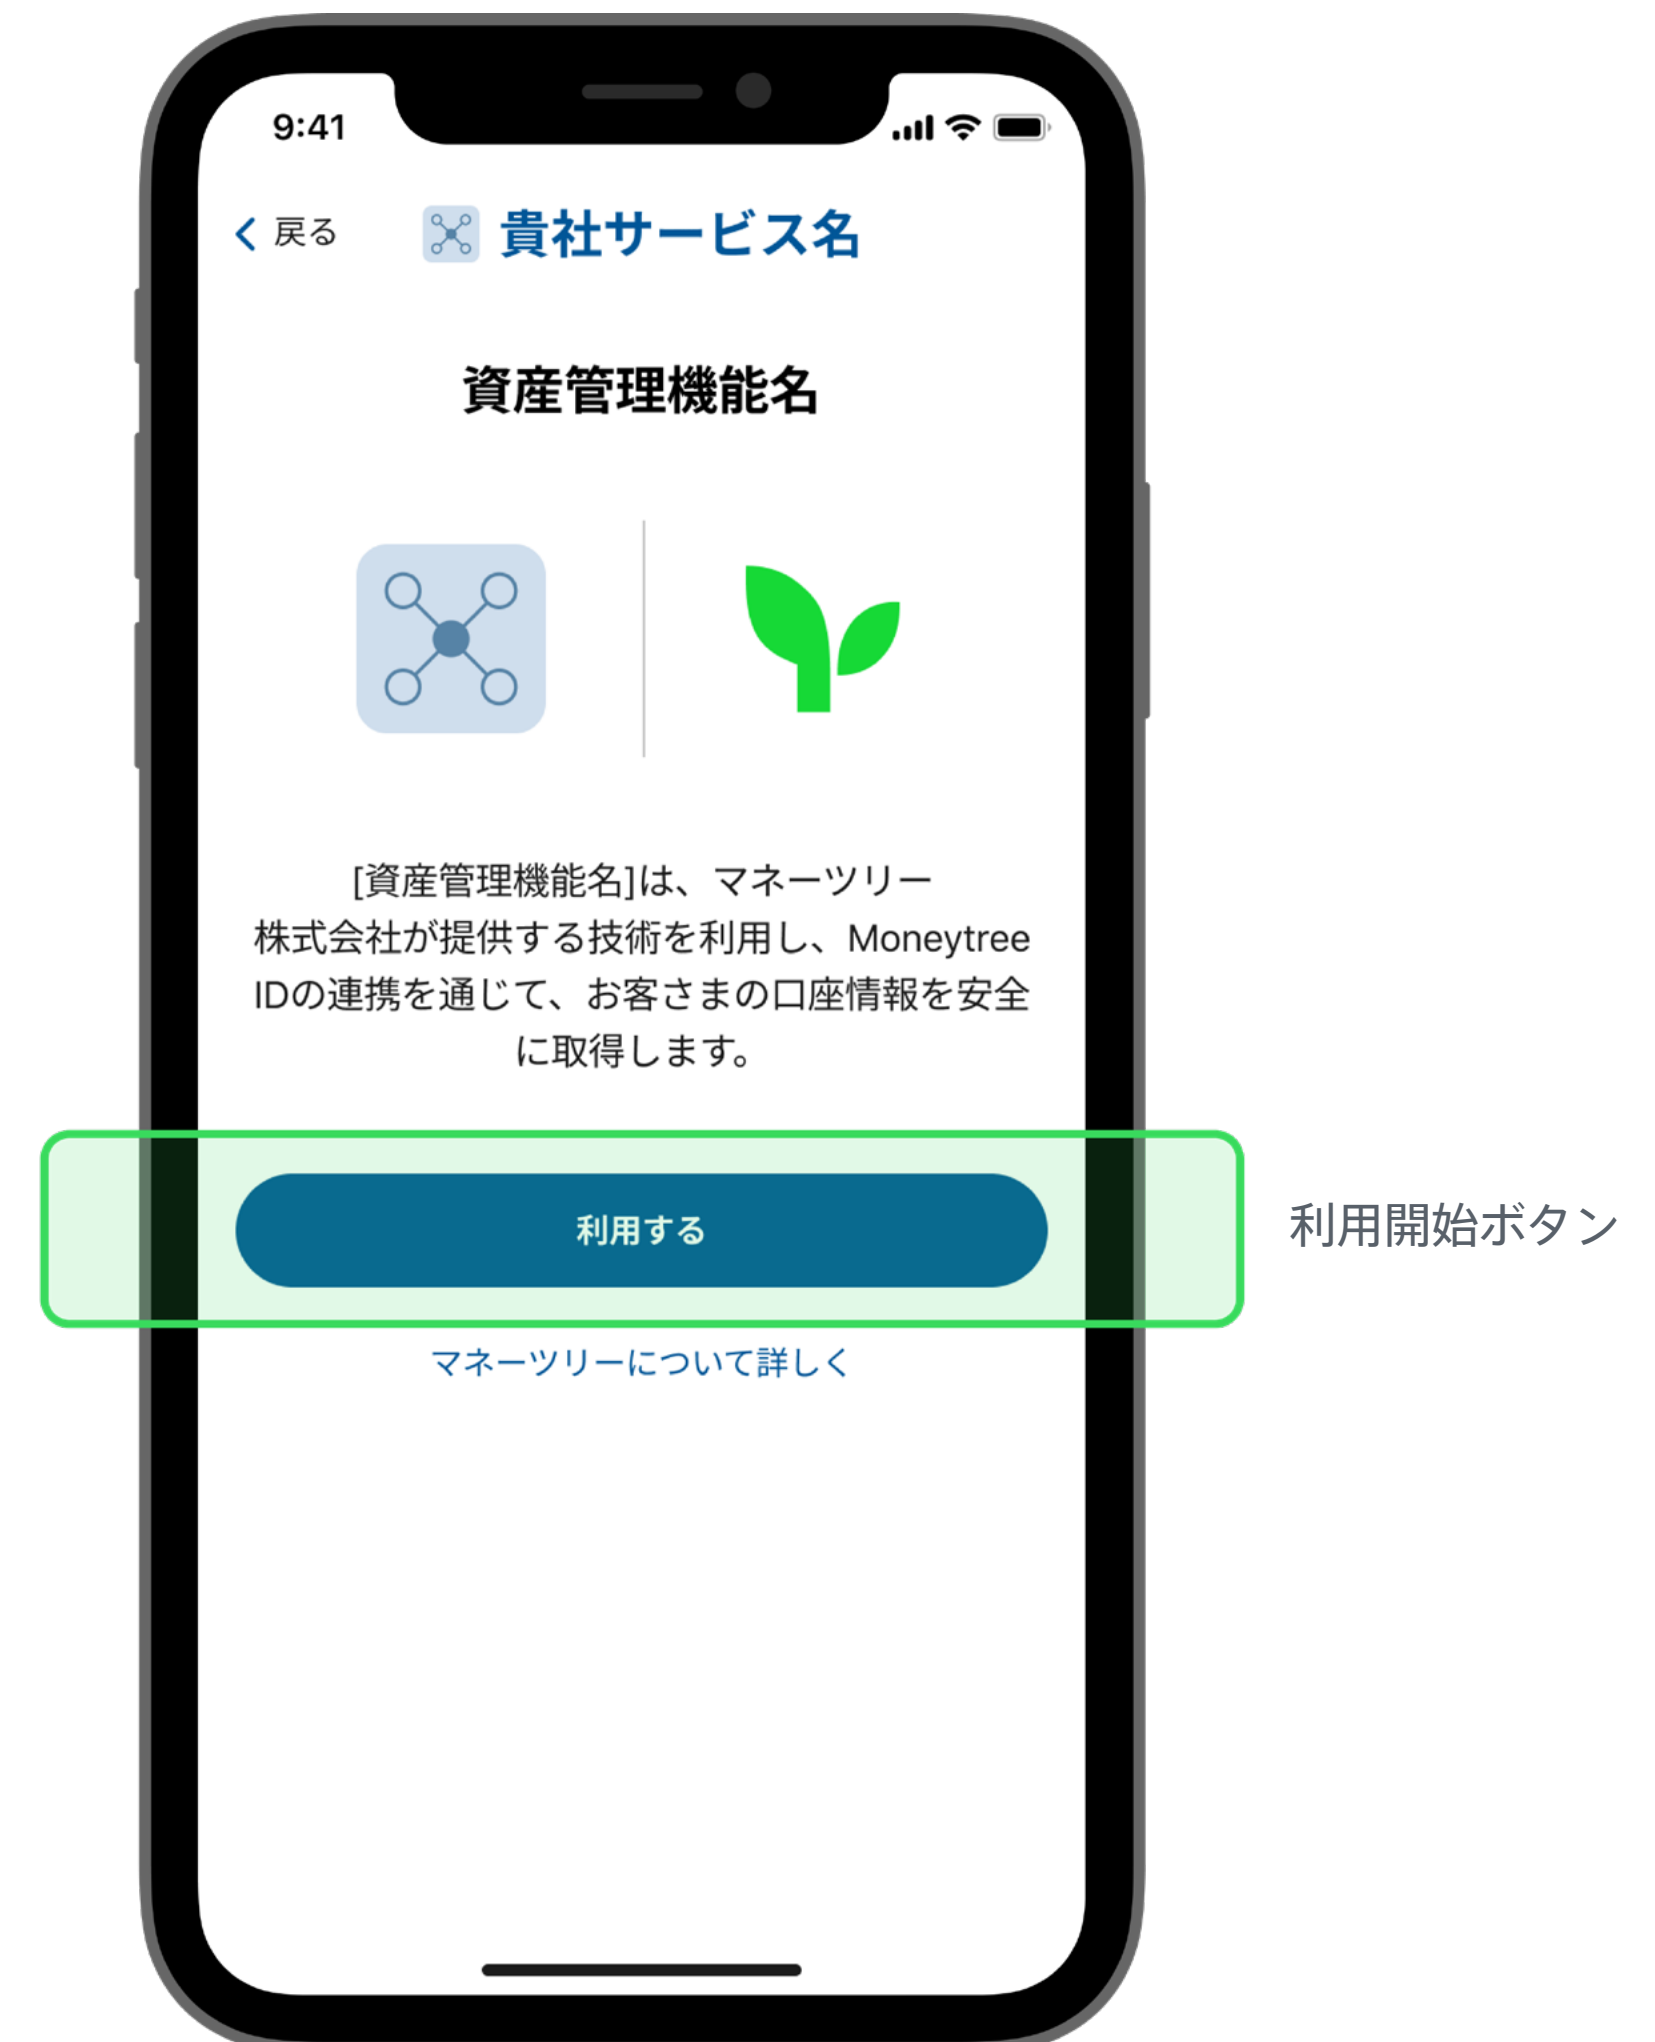 9:41
戻る
貴社サービス名
資産管理機能名
[資産管理機能名]は、マネーツリー
株式会社が提供する技術を利用し、Moneytree
IDの連携を通じて、お客さまの口座情報を安全
に取得します。
利用する
利用開始ボタン
マネーツリーについて詳しく